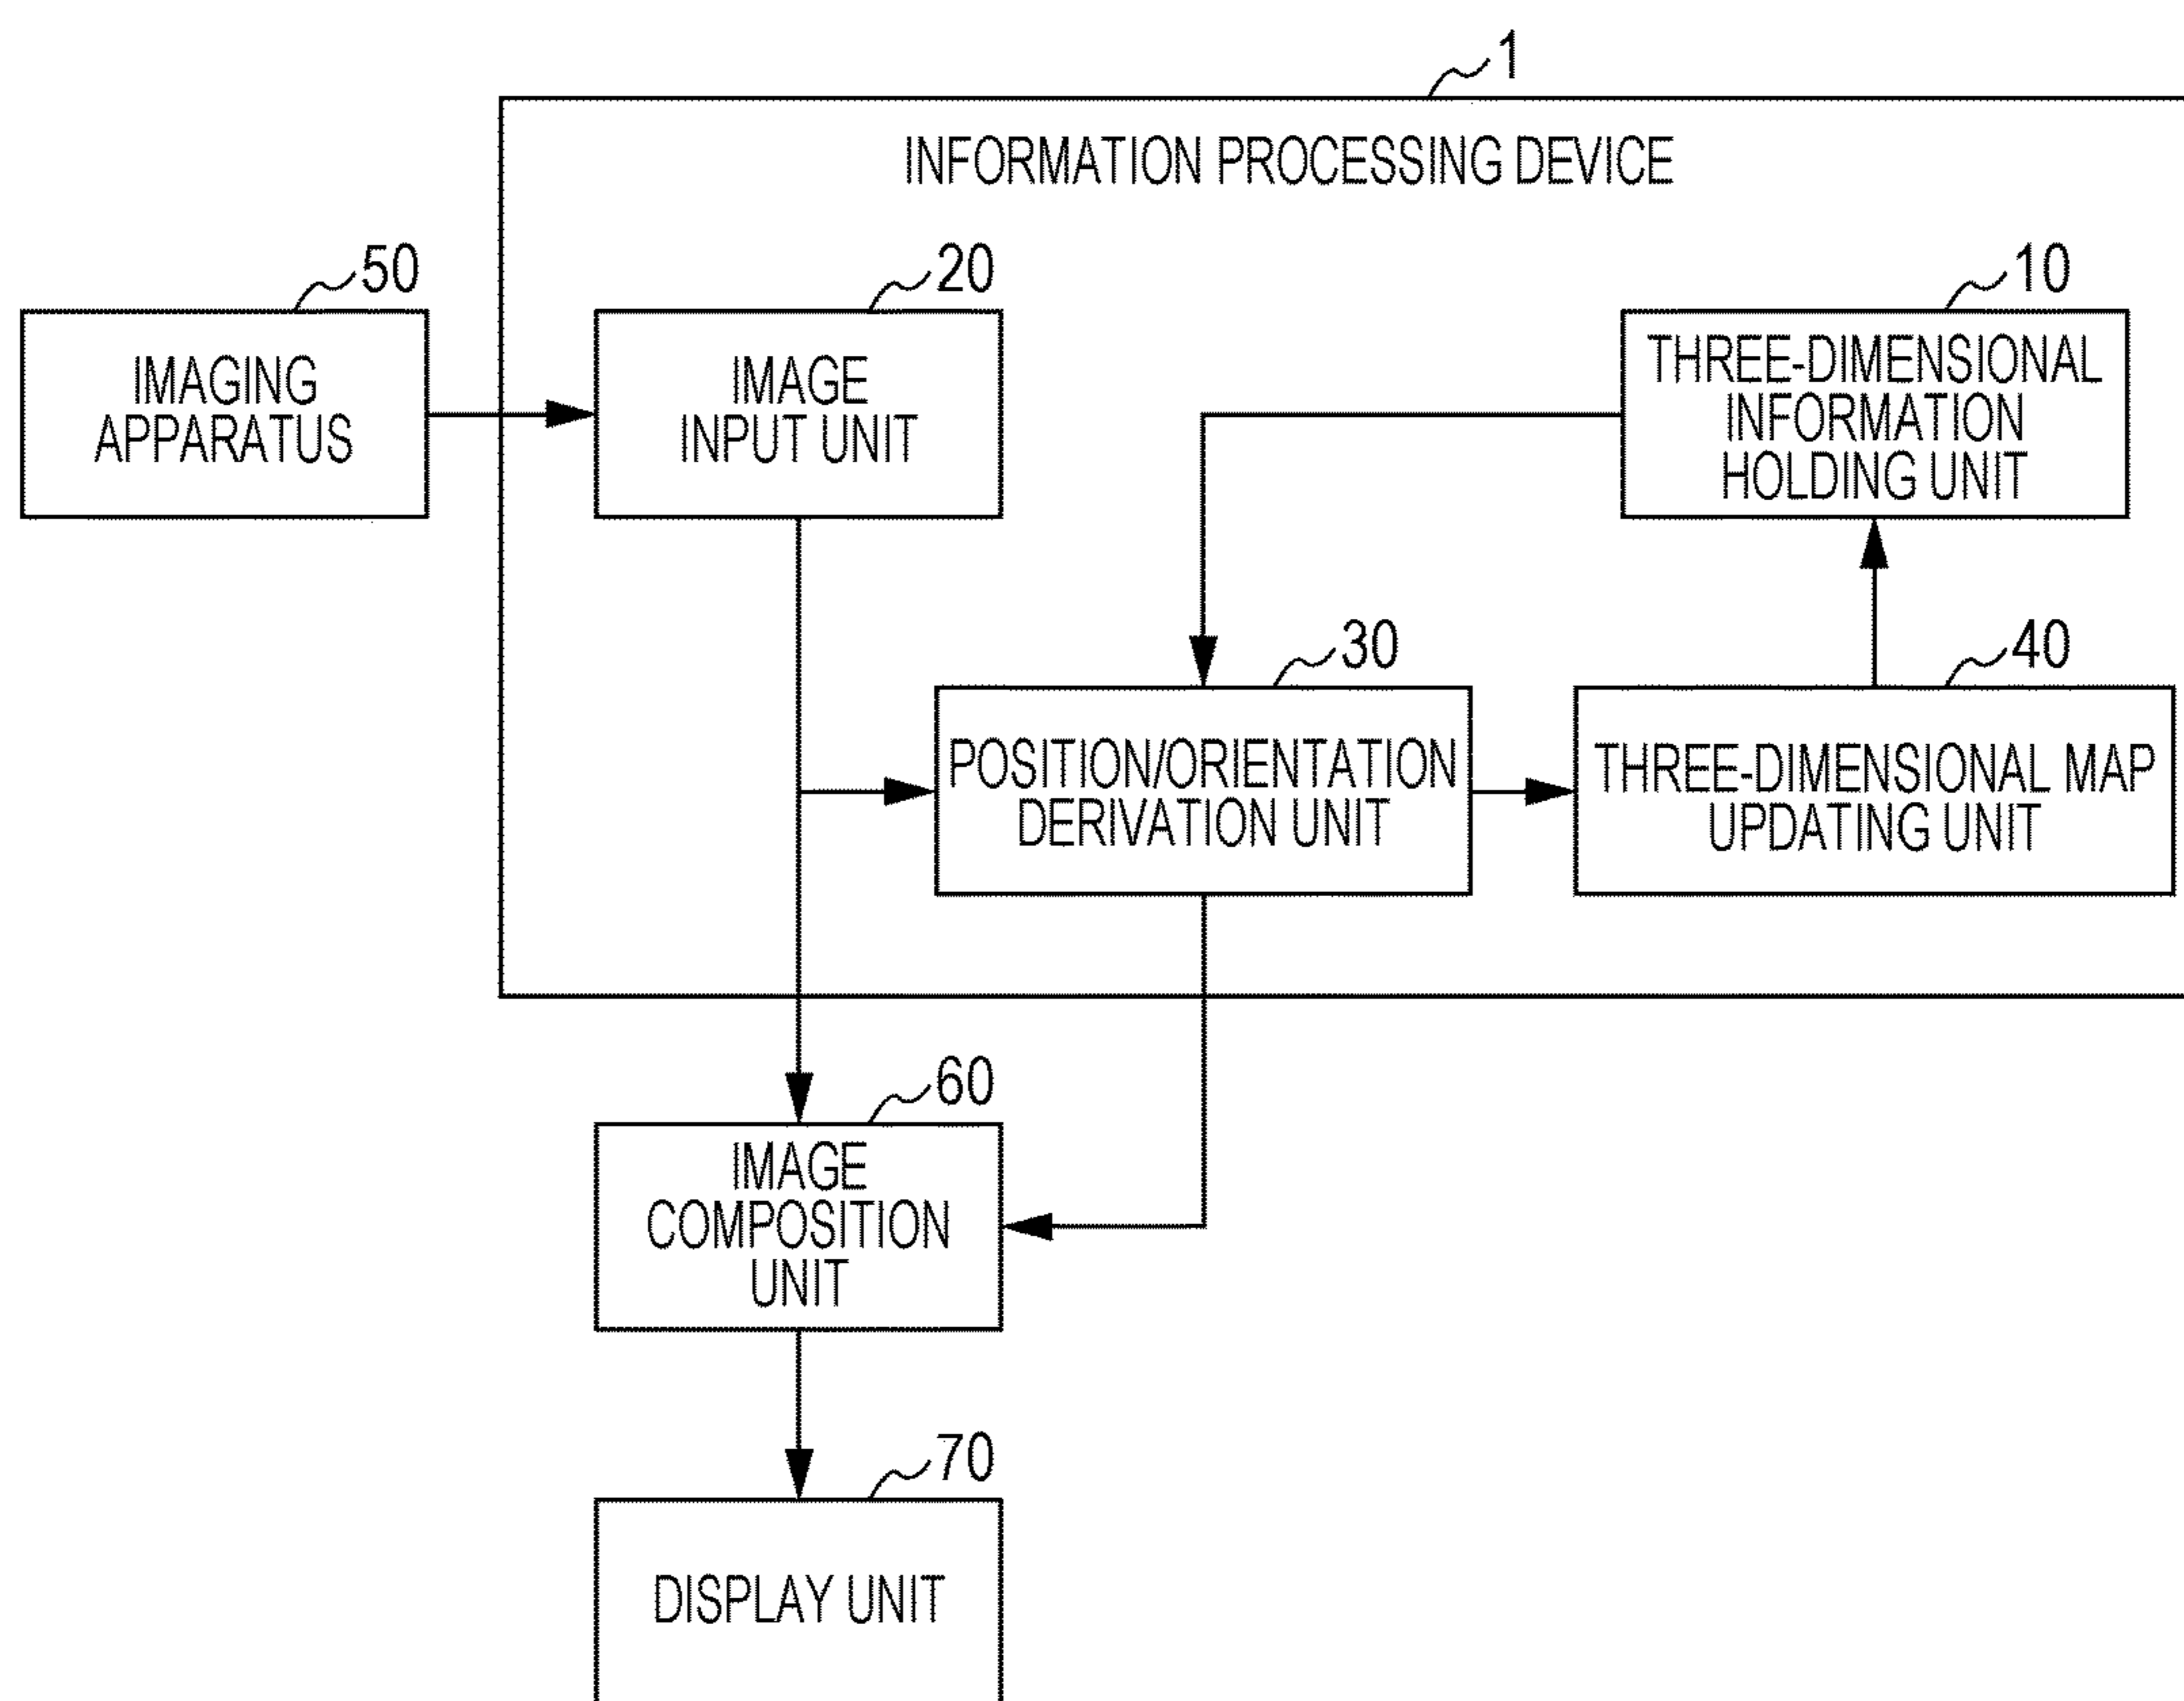 1
INFORMATION PROCESSING DEVICE
50
20
10
IMAGING
APPARATUS
IMAGE
INPUT UNIT
THREE-DIMENSIONAL
INFORMATION
HOLDING UNIT
30
40
POSITION/ORIENTATION
DERIVATION UNIT
THREE-DIMENSIONAL MAP
UPDATING UNIT
60
IMAGE
COMPOSITION
UNIT
70
DISPLAY UNIT